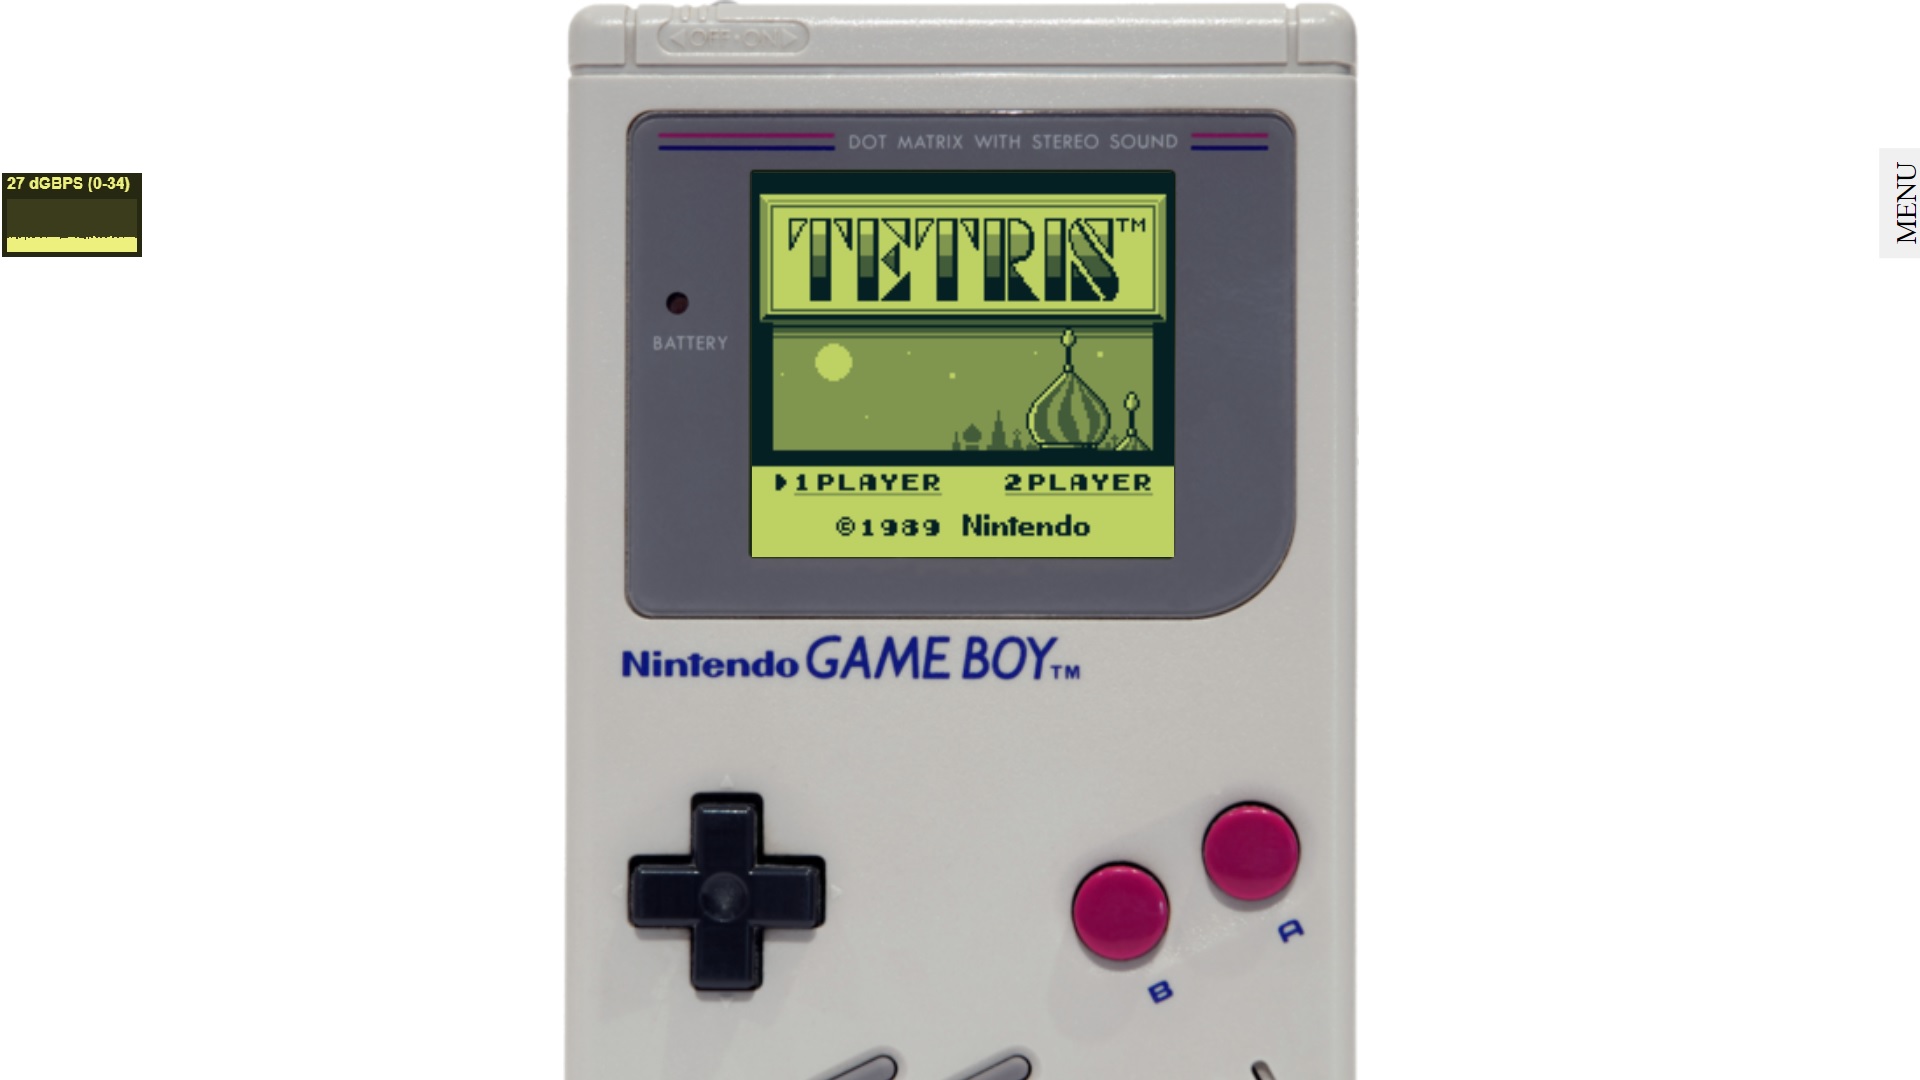 OFF•ON
DOT MATRIX WITH STEREO SOUND
27 dGBPS (0-34)
MENU
TETRIS™
BATTERY
1PLAYER 2PLAYER
©1989 Nintendo
Nintendo GAME BOY™
A
B